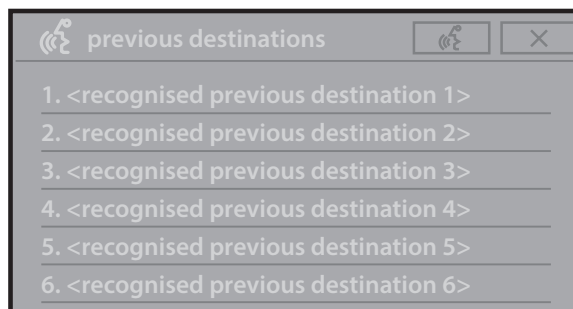 previous destinations
1. <recognised previous destination 1>
2. <recognised previous destination 2>
3. <recognised previous destination 3>
4. <recognised previous destination 4>
5. <recognised previous destination 5>
6. <recognised previous destination 6>